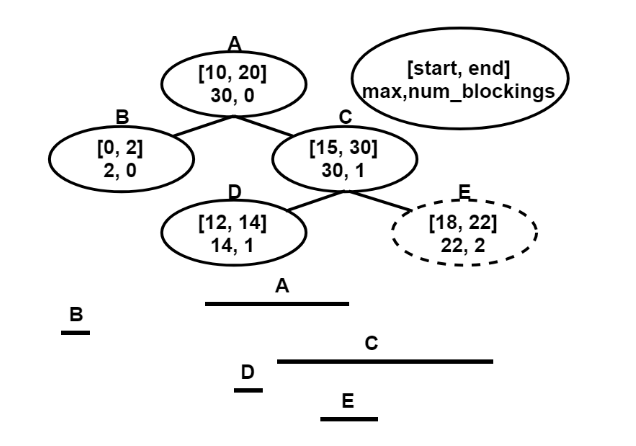 A
[10, 20]
30, 0
[start, end]
max,num_blockings
B
[0, 2]
2, 0
C
[15, 30]
30, 1
D
[12, 14]
14, 1
E
[18, 22]
22, 2
A
B
C
D
E